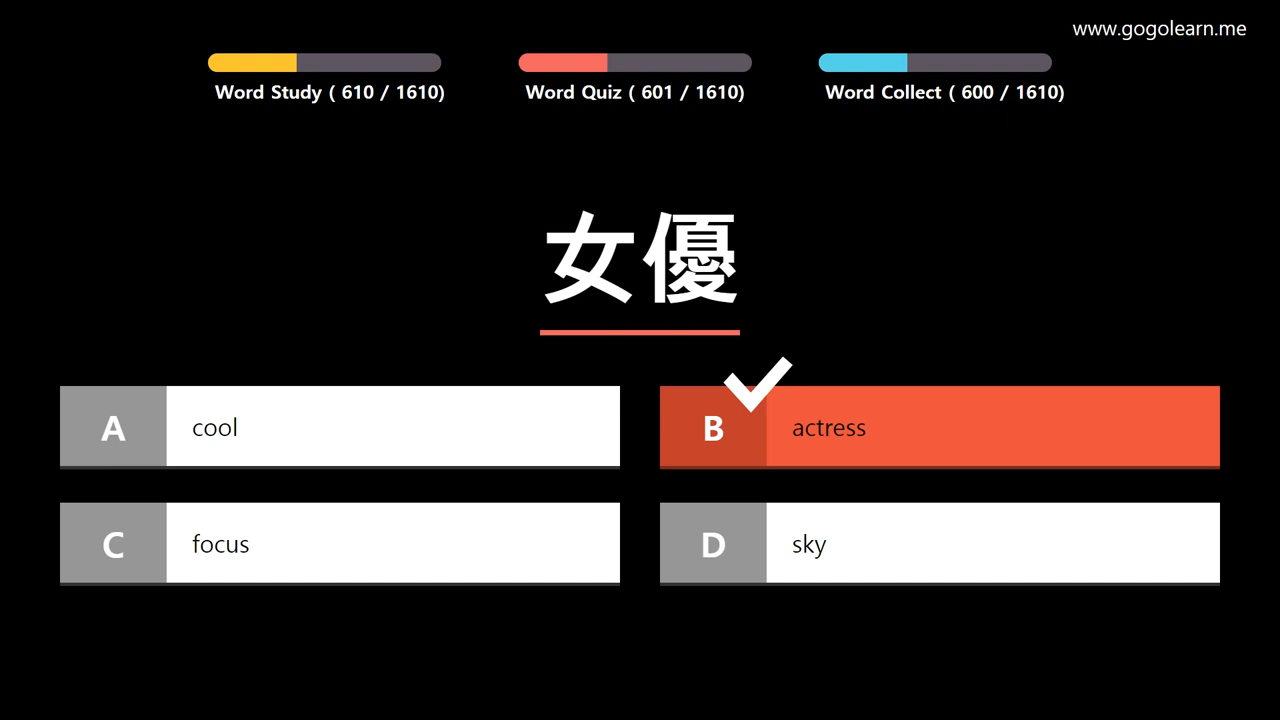 www.gogolearn.me
Word Study ( 610 / 1610)
Word Quiz ( 601 / 1610)
Word Collect ( 600 / 1610)
女優
A cool
B actress
C focus
D sky